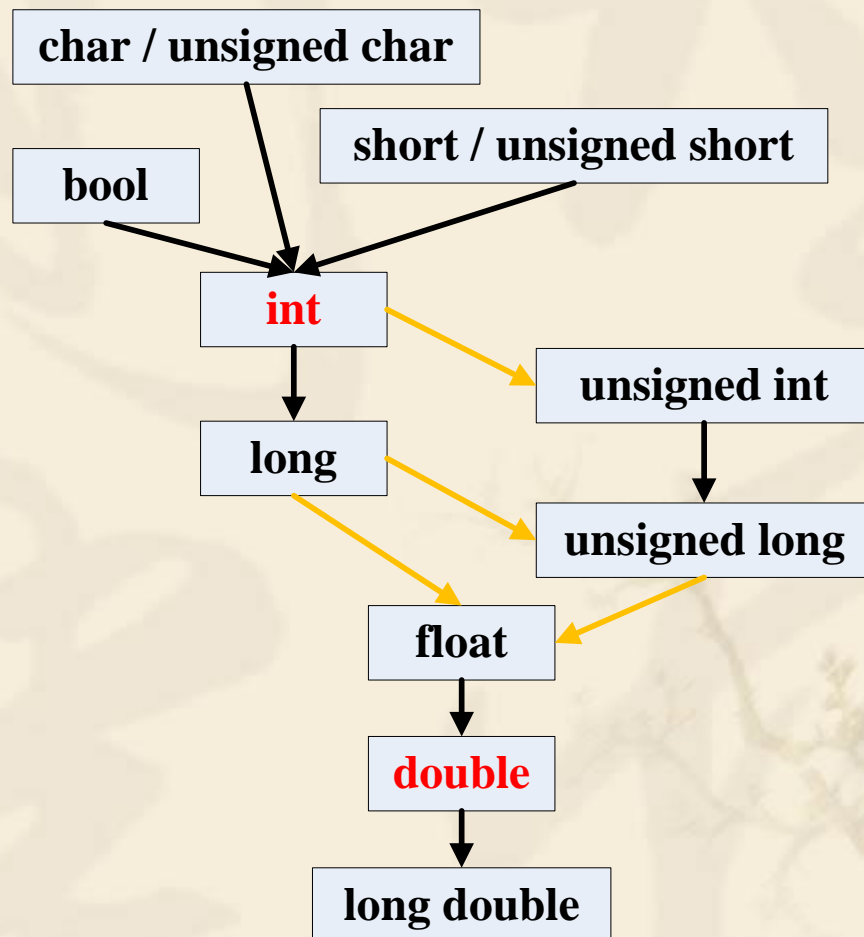 char / unsigned char
short / unsigned short
bool
int
unsigned int
long
unsigned long
float
double
long double